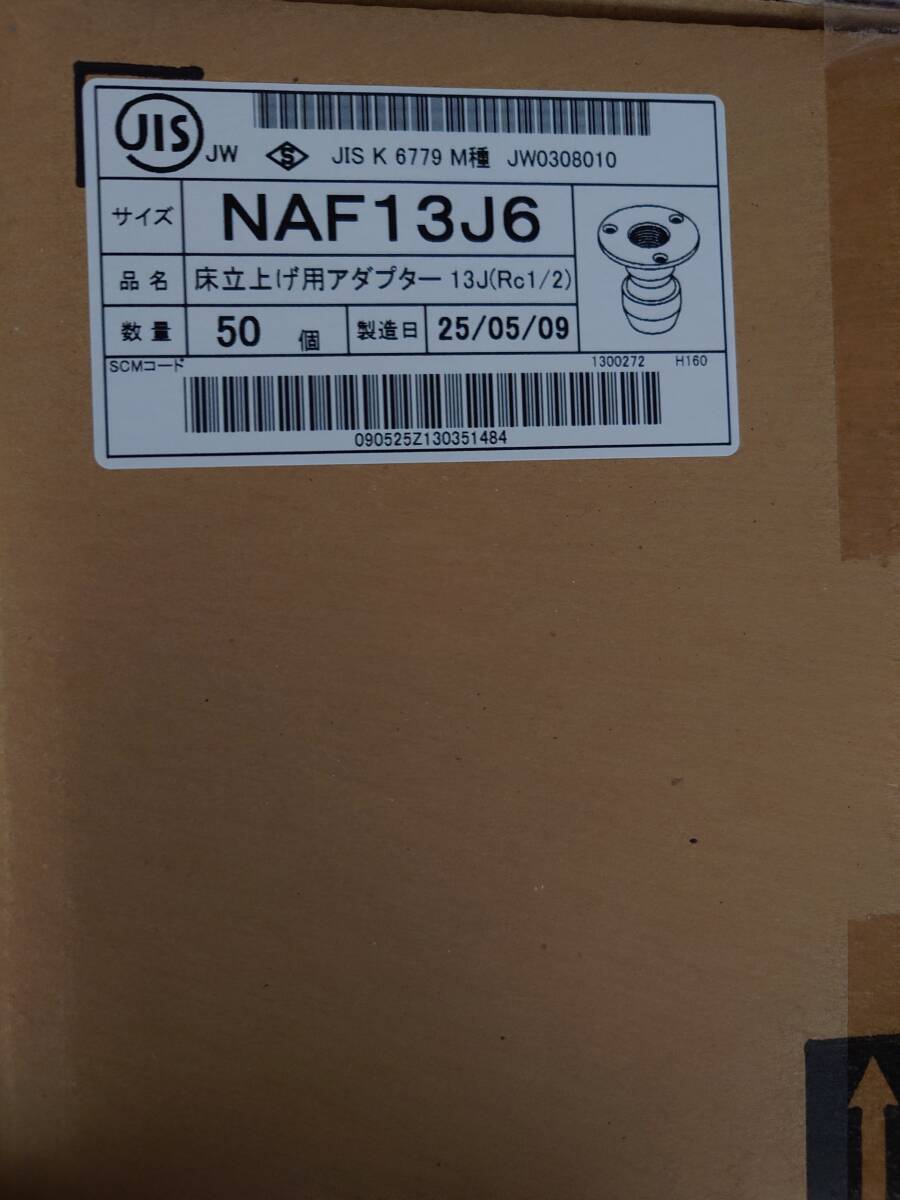 JIS JW S JIS K 6779 M種 JW0308010
サイズ NAF13J6
品名 床立上げ用アダプター 13J(Rc1/2)
数量 50 個 製造日 25/05/09
SCMコード 1300272 H160
090525Z130351484